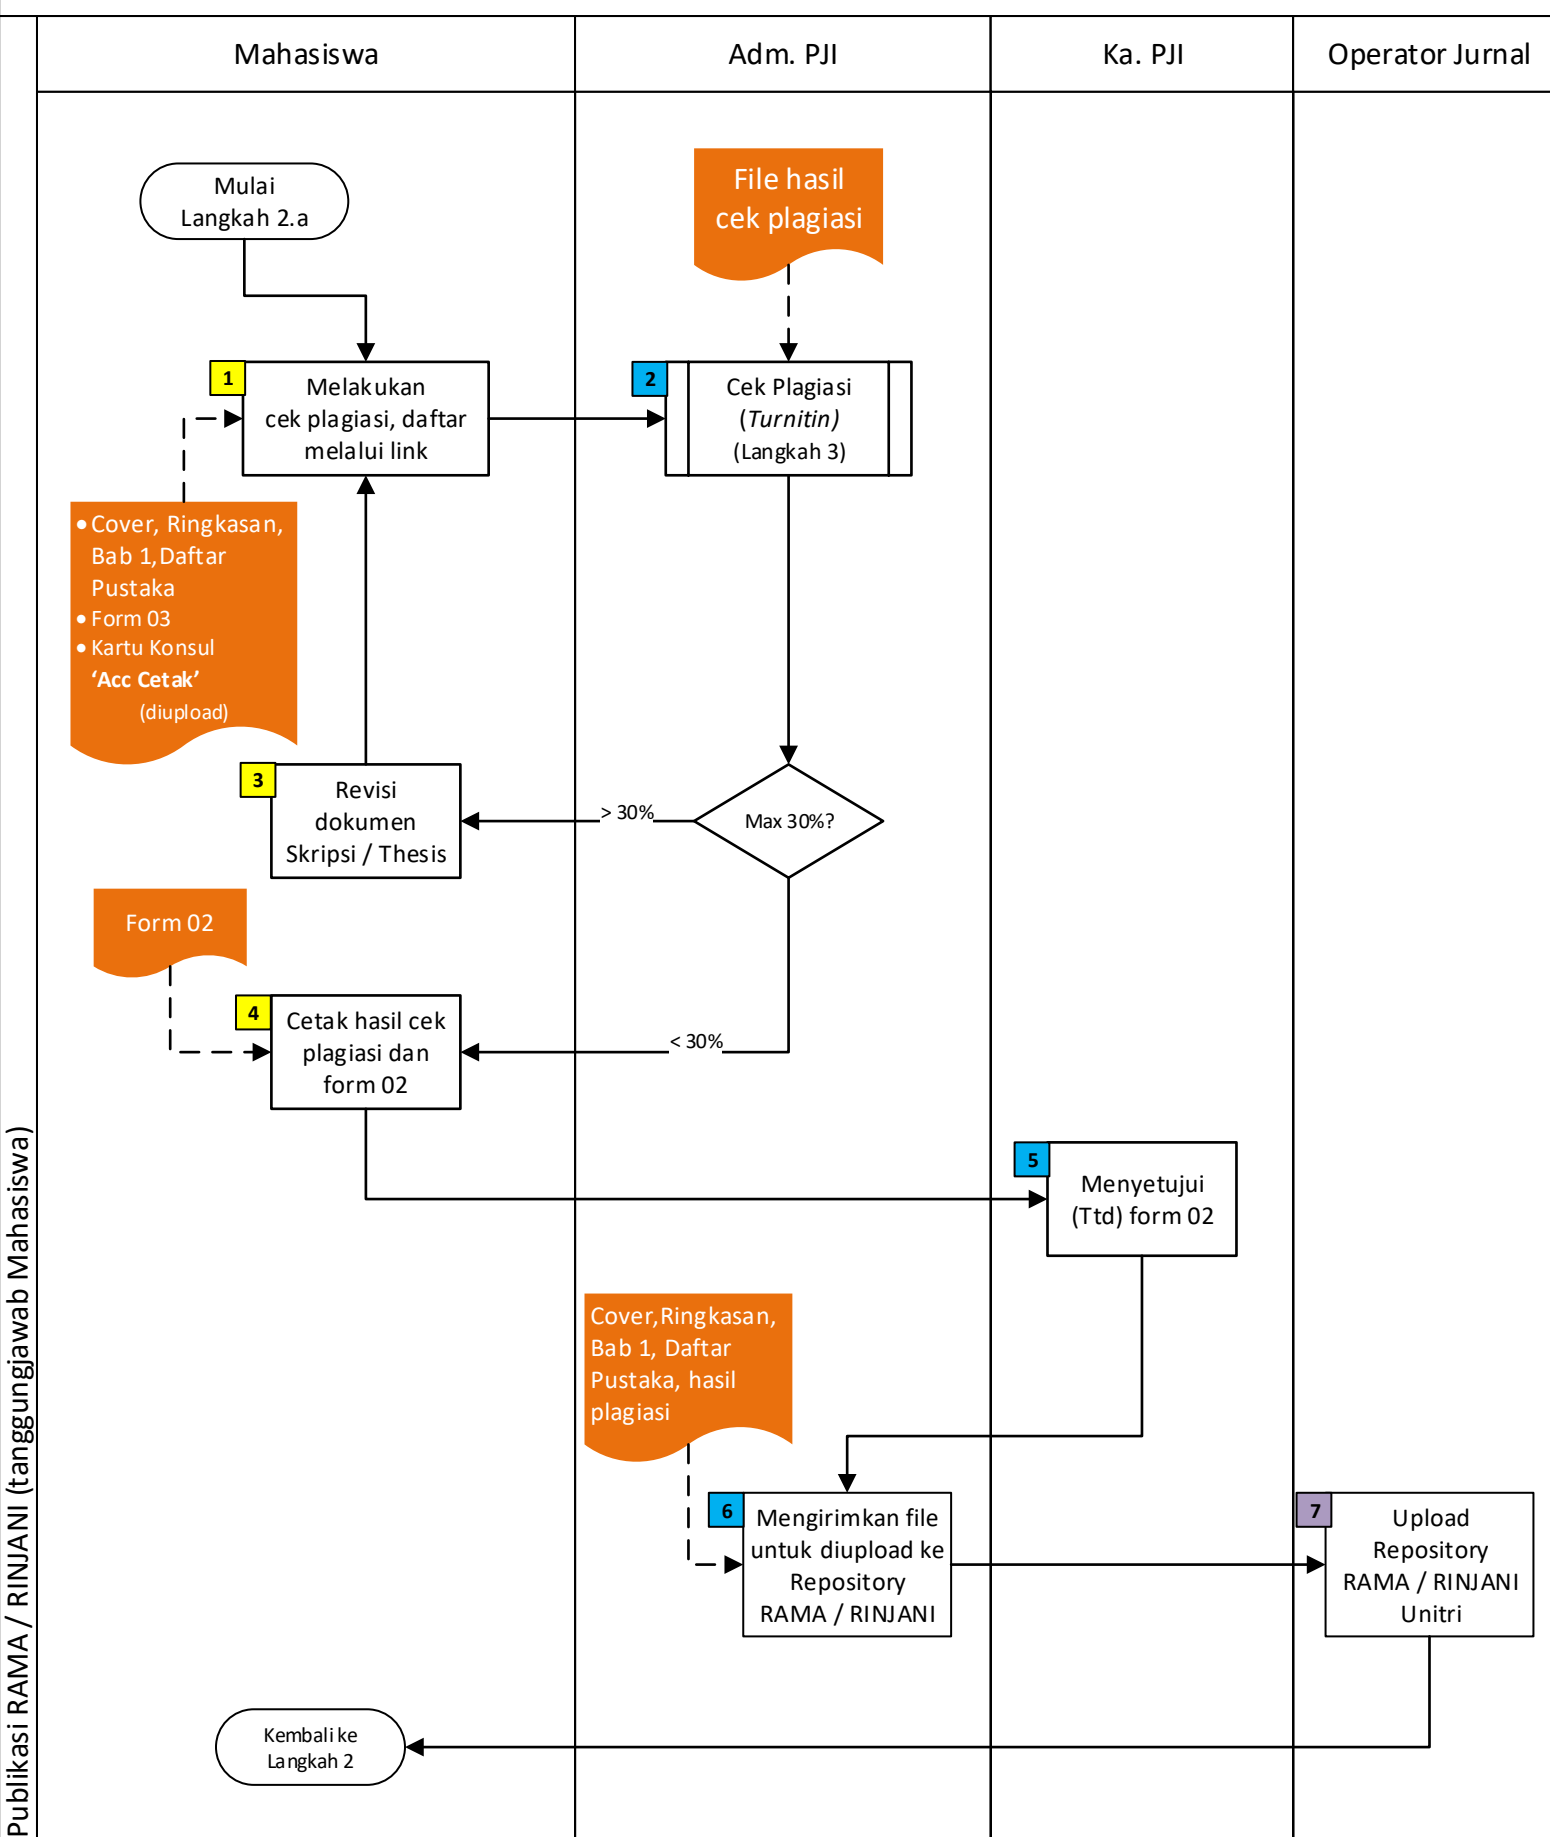 Mahasiswa
Adm. PJI
Ka. PJI
Operator Jurnal
Publikasi RAMA / RINJANI (tanggungjawab Mahasiswa)
Mulai
Langkah 2.a
File hasil
cek plagiasi
1
Melakukan
cek plagiasi, daftar
melalui link
2
Cek Plagiasi
(Turnitin)
(Langkah 3)
• Cover, Ringkasan,
Bab 1,Daftar
Pustaka
• Form 03
• Kartu Konsul
‘Acc Cetak’
(diupload)
3
Revisi
dokumen
Skripsi / Thesis
> 30%
Max 30%?
Form 02
4
Cetak hasil cek
plagiasi dan
form 02
< 30%
5
Menyetujui
(Ttd) form 02
Cover,Ringkasan,
Bab 1, Daftar
Pustaka, hasil
plagiasi
6
Mengirimkan file
untuk diupload ke
Repository
RAMA / RINJANI
7
Upload
Repository
RAMA / RINJANI
Unitri
Kembali ke
Langkah 2